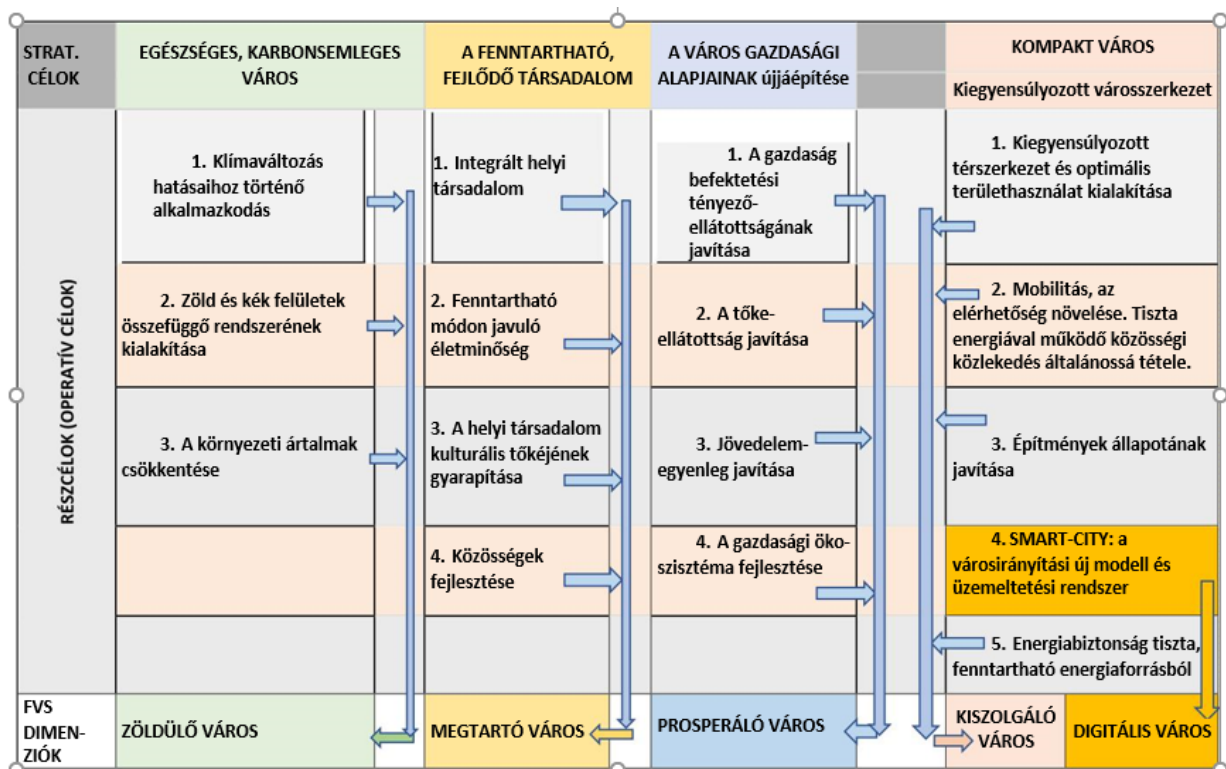 STRAT.
CÉLOK
EGÉSZSÉGES, KARBONSEMLEGES
VÁROS
A FENNTARTHATÓ,
FEJLŐDŐ TÁRSADALOM
A VÁROS GAZDASÁGI
ALAPJAINAK újjáépítése
KOMPAKT VÁROS
Kiegyensúlyozott városszerkezet
RÉSZCÉLOK (OPERATÍV CÉLOK)
1. Klímaváltozás
hatásaihoz történő
alkalmazkodás
1. Integrált helyi
társadalom
1. A gazdaság
befektetési
tényező-
ellátottságának
javítása
1. Kiegyensúlyozott
térszerkezet és optimális
területhasználat kialakítása
2. Zöld és kék felületek
összefüggő rendszerének
kialakítása
2. Fenntartható
módon javuló
életminőség
2. A tőke-
ellátottság javítása
2. Mobilitás, az
elérhetőség növelése. Tiszta
energiával működő közösségi
közlekedés általánossá tétele.
3. A környezeti ártalmak
csökkentése
3. A helyi társadalom
kulturális tőkéjének
gyarapítása
3. Jövedelem-
egyenleg javítása
3. Építmények állapotának
javítása
4. Közösségek
fejlesztése
4. A gazdasági öko-
szisztéma fejlesztése
4. SMART-CITY: a
városirányítási új modell és
üzemeltetési rendszer
5. Energiabiztonság tiszta,
fenntartható energiaforrásból
FVS
DIMEN-
ZIÓK
ZÖLDÜLŐ VÁROS
MEGTARTÓ VÁROS
PROSPERÁLÓ VÁROS
KISZOLGÁLÓ
VÁROS
DIGITÁLIS VÁROS